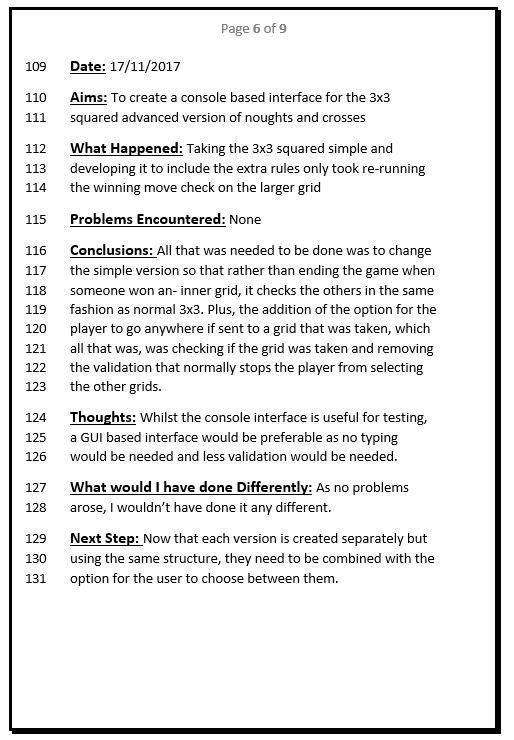 Page 6 of 9
109 Date: 17/11/2017
110 Aims: To create a console based interface for the 3x3
111 squared advanced version of noughts and crosses
112 What Happened: Taking the 3x3 squared simple and
113 developing it to include the extra rules only took re-running
114 the winning move check on the larger grid
115 Problems Encountered: None
116 Conclusions: All that was needed to be done was to change
117 the simple version so that rather than ending the game when
118 someone won an- inner grid, it checks the others in the same
119 fashion as normal 3x3. Plus, the addition of the option for the
120 player to go anywhere if sent to a grid that was taken, which
121 all that was, was checking if the grid was taken and removing
122 the validation that normally stops the player from selecting
123 the other grids.
124 Thoughts: Whilst the console interface is useful for testing,
125 a GUI based interface would be preferable as no typing
126 would be needed and less validation would be needed.
127 What would I have done Differently: As no problems
128 arose, I wouldn't have done it any different.
129 Next Step: Now that each version is created separately but
130 using the same structure, they need to be combined with the
131 option for the user to choose between them.